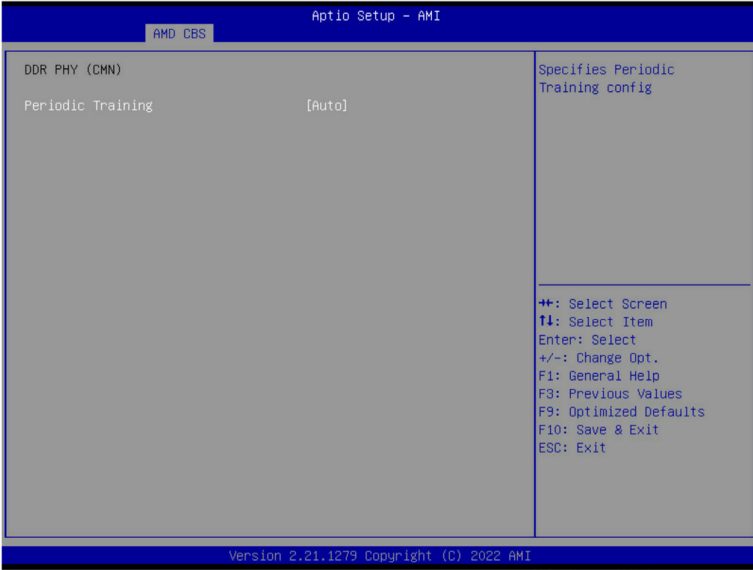 Aptio Setup – AMI
AMD CBS
DDR PHY (CMN)
Periodic Training [Auto]
Specifies Periodic
Training config
→←: Select Screen
↑↓: Select Item
Enter: Select
+/-: Change Opt.
F1: General Help
F3: Previous Values
F9: Optimized Defaults
F10: Save & Exit
ESC: Exit
Version 2.21.1279 Copyright (C) 2022 AMI